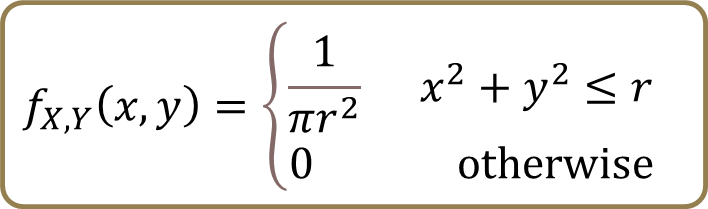 f_{X,Y}(x, y) = { 1/(πr²)   x² + y² ≤ r
0   otherwise